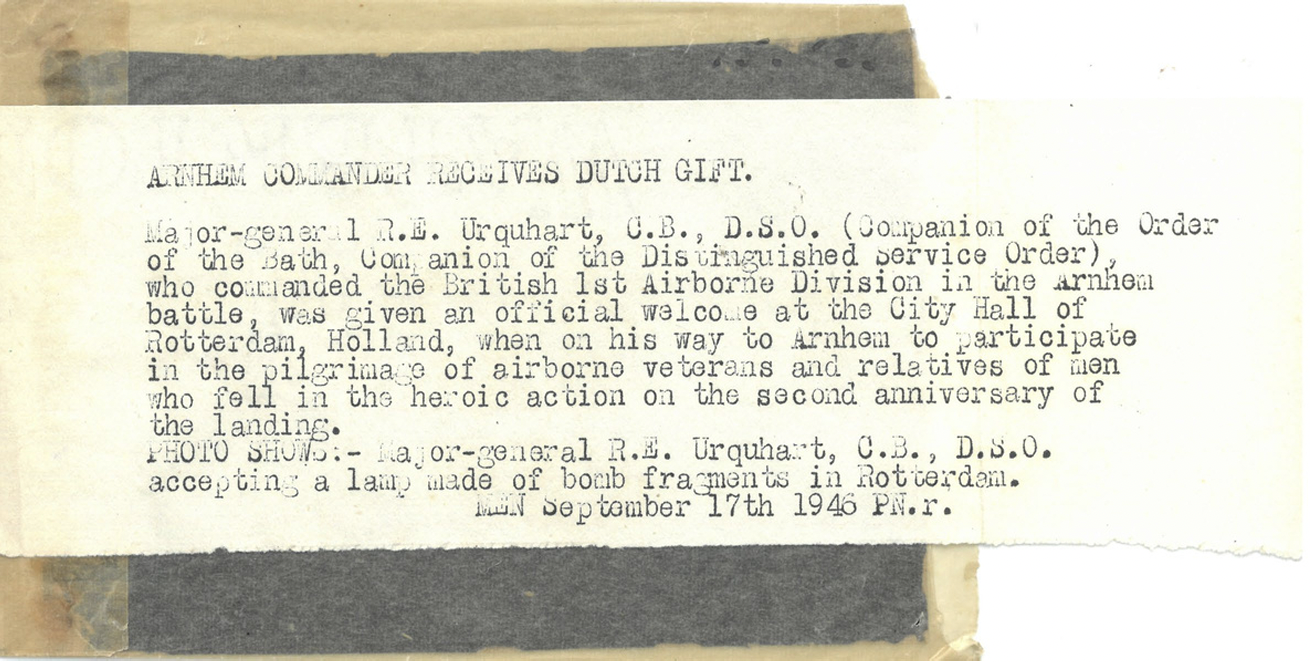 ARNHEM COMMANDER RECEIVES DUTCH GIFT.
Major-general R.E. Urquhart, C.B., D.S.O. (Companion of the Order
of the Bath, Companion of the Distinguished Service Order),
who commanded the British 1st Airborne Division in the Arnhem
battle, was given an official welcome at the City Hall of
Rotterdam, Holland, when on his way to Arnhem to participate
in the pilgrimage of airborne veterans and relatives of men
who fell in the heroic action on the second anniversary of
the landing.
PHOTO SHOWS:- Major-general R.E. Urquhart, C.B., D.S.O.
accepting a lamp made of bomb fragments in Rotterdam.
MEN September 17th 1946 PN.r.